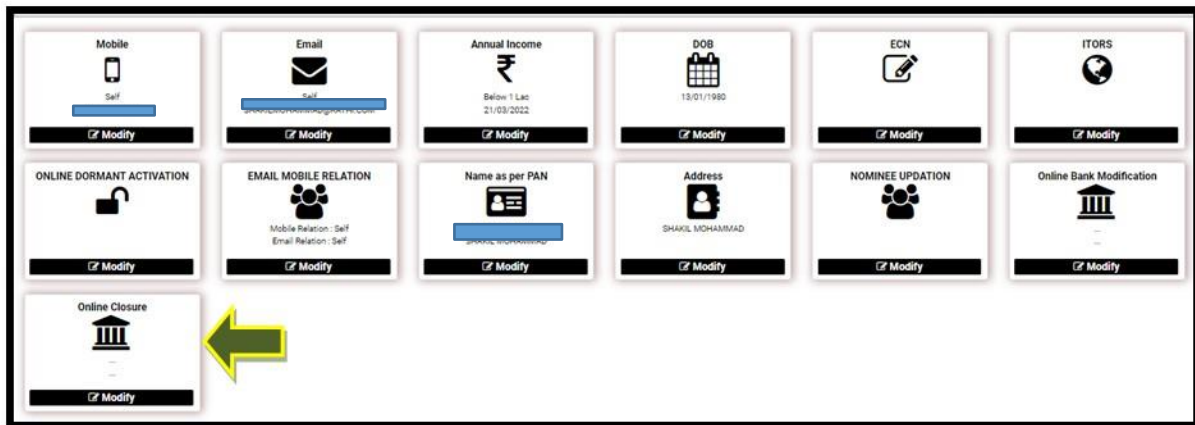 Mobile
Self
Modify
Email
Modify
Annual Income
Below 1 Lac
21/03/2022
Modify
DOB
13/01/1980
Modify
ECN
Modify
ITORS
Modify
ONLINE DORMANT ACTIVATION
Modify
EMAIL MOBILE RELATION
Mobile Relation : Self
Email Relation : Self
Modify
Name as per PAN
Modify
Address
SHAKIL MOHAMMAD
Modify
NOMINEE UPDATION
Modify
Online Bank Modification
Modify
Online Closure
Modify